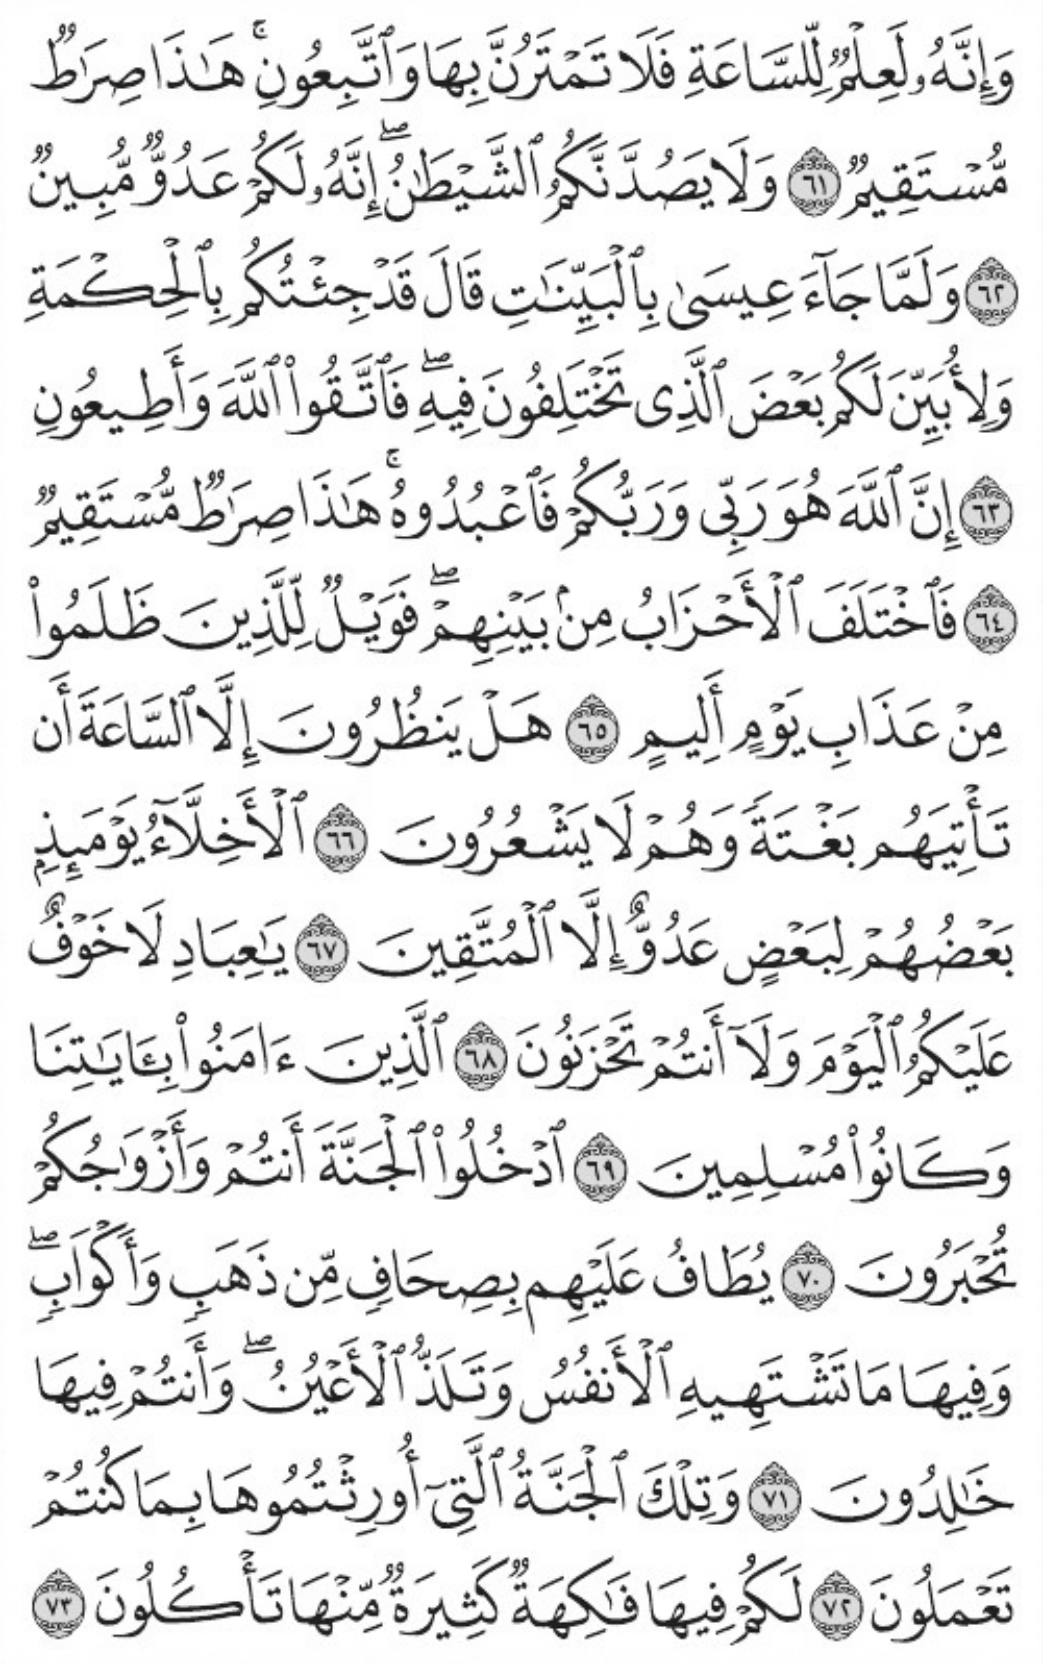 وَإِنَّهُۥ لَعِلْمٌ لِّلسَّاعَةِ فَلَا تَمْتَرُنَّ بِهَا وَٱتَّبِعُونِ ۚ هَـٰذَا صِرَٰطٌ
مُّسْتَقِيمٌ ٦١ وَلَا يَصُدَّنَّكُمُ ٱلشَّيْطَـٰنُ ۖ إِنَّهُۥ لَكُمْ عَدُوٌّ مُّبِينٌ
٦٢ وَلَمَّا جَآءَ عِيسَىٰ بِٱلْبَيِّنَـٰتِ قَالَ قَدْ جِئْتُكُم بِٱلْحِكْمَةِ
وَلِأُبَيِّنَ لَكُم بَعْضَ ٱلَّذِى تَخْتَلِفُونَ فِيهِ ۖ فَٱتَّقُوا۟ ٱللَّهَ وَأَطِيعُونِ
٦٣ إِنَّ ٱللَّهَ هُوَ رَبِّى وَرَبُّكُمْ فَٱعْبُدُوهُ ۚ هَـٰذَا صِرَٰطٌ مُّسْتَقِيمٌ
٦٤ فَٱخْتَلَفَ ٱلْأَحْزَابُ مِنۢ بَيْنِهِمْ ۖ فَوَيْلٌ لِّلَّذِينَ ظَلَمُوا۟
مِنْ عَذَابِ يَوْمٍ أَلِيمٍ ٦٥ هَلْ يَنظُرُونَ إِلَّا ٱلسَّاعَةَ أَن
تَأْتِيَهُم بَغْتَةً وَهُمْ لَا يَشْعُرُونَ ٦٦ ٱلْأَخِلَّآءُ يَوْمَئِذٍۭ
بَعْضُهُمْ لِبَعْضٍ عَدُوٌّ إِلَّا ٱلْمُتَّقِينَ ٦٧ يَـٰعِبَادِ لَا خَوْفٌ
عَلَيْكُمُ ٱلْيَوْمَ وَلَآ أَنتُمْ تَحْزَنُونَ ٦٨ ٱلَّذِينَ ءَامَنُوا۟ بِـَٔايَـٰتِنَا
وَكَانُوا۟ مُسْلِمِينَ ٦٩ ٱدْخُلُوا۟ ٱلْجَنَّةَ أَنتُمْ وَأَزْوَٰجُكُمْ
تُحْبَرُونَ ٧٠ يُطَافُ عَلَيْهِم بِصِحَافٍ مِّن ذَهَبٍ وَأَكْوَابٍ ۖ
وَفِيهَا مَا تَشْتَهِيهِ ٱلْأَنفُسُ وَتَلَذُّ ٱلْأَعْيُنُ ۖ وَأَنتُمْ فِيهَا
خَـٰلِدُونَ ٧١ وَتِلْكَ ٱلْجَنَّةُ ٱلَّتِىٓ أُورِثْتُمُوهَا بِمَا كُنتُمْ
تَعْمَلُونَ ٧٢ لَكُمْ فِيهَا فَـٰكِهَةٌ كَثِيرَةٌ مِّنْهَا تَأْكُلُونَ ٧٣